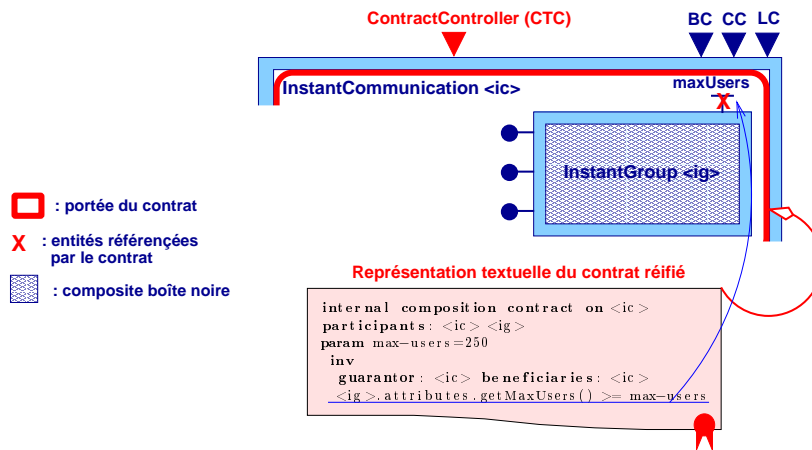 ContractController (CTC)
BC CC LC
InstantCommunication <ic>
maxUsers
X
InstantGroup <ig>
: portée du contrat
X : entités référençées
par le contrat
: composite boîte noire
Représentation textuelle du contrat réifié
internal composition contract on <ic>
participants: <ic> <ig>
param max-users=250
inv
guarantor: <ic> beneficiaries: <ic>
<ig>.attributes.getMaxUsers() >= max-users